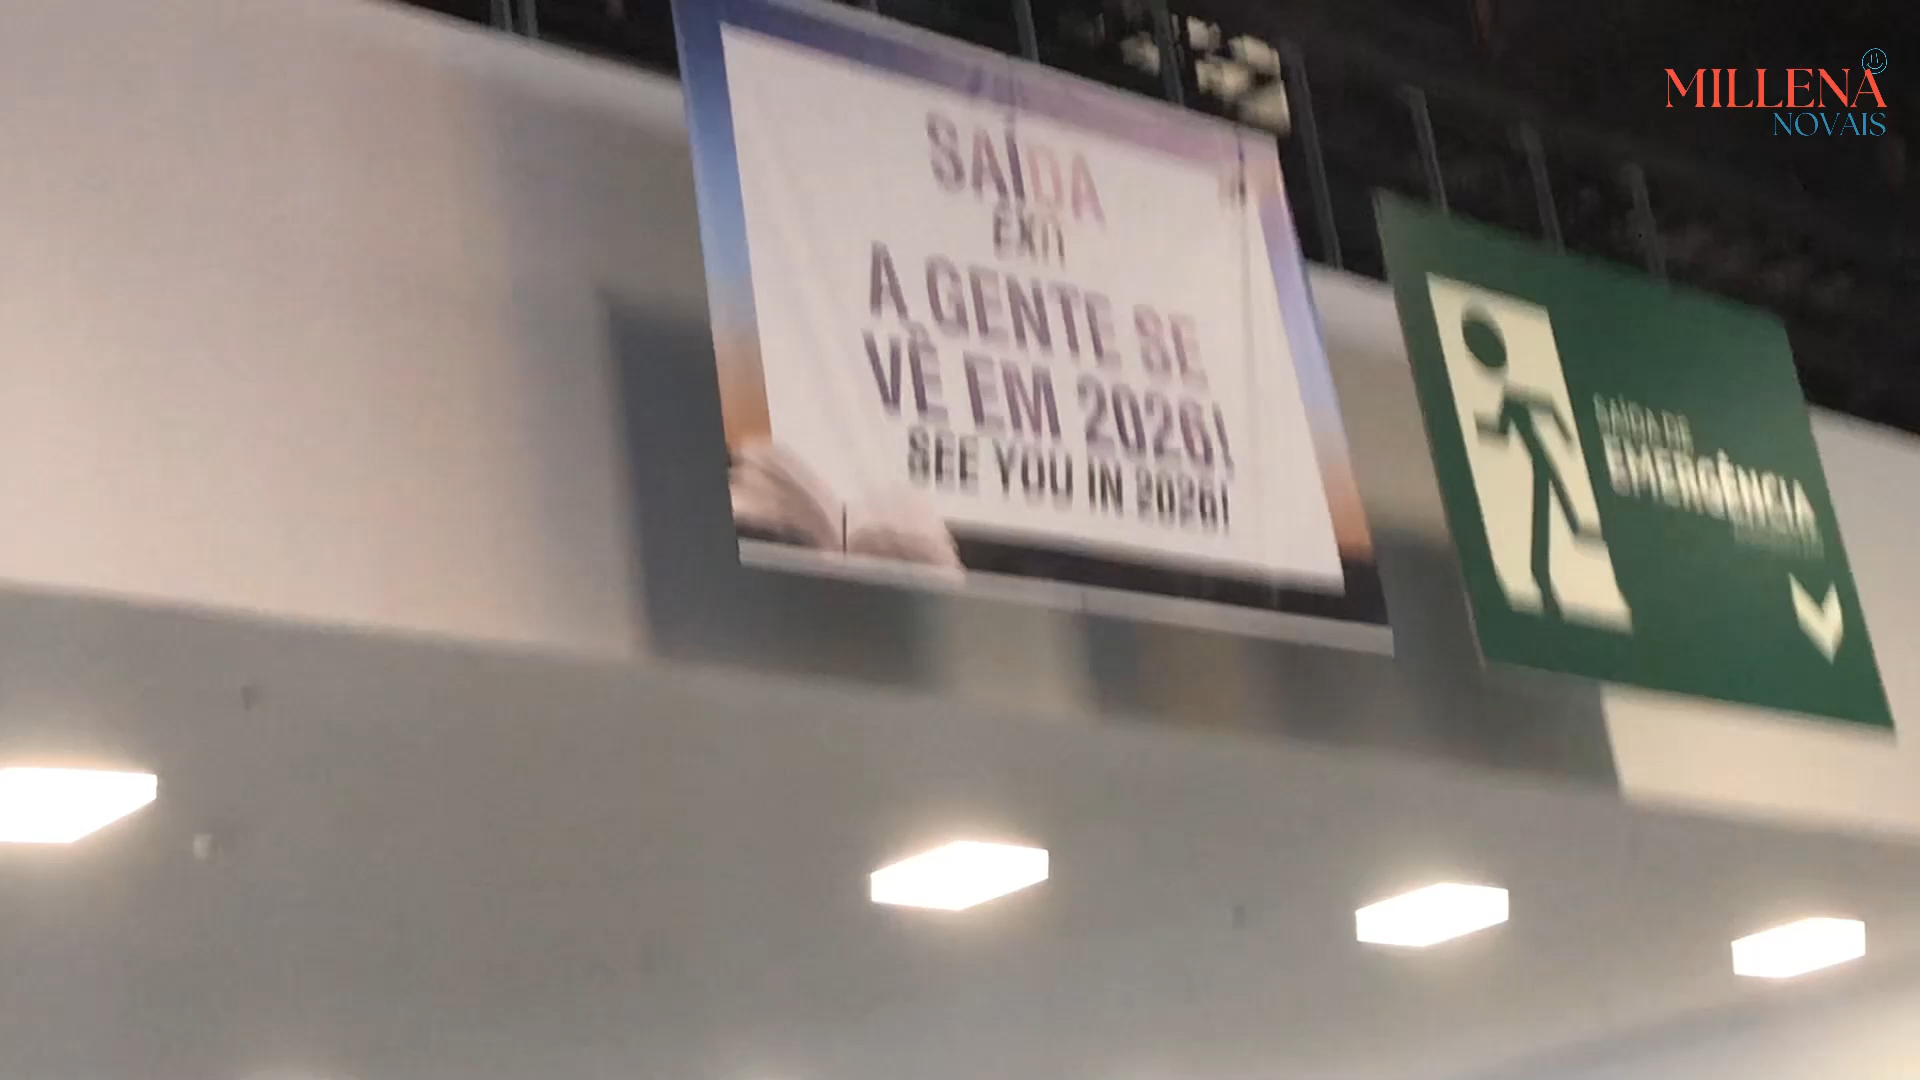 SAÍDA
EXIT
A GENTE SE
VÊ EM 2026!
SEE YOU IN 2026!
SAÍDA DE
EMERGÊNCIA
MILLENA
NOVAIS